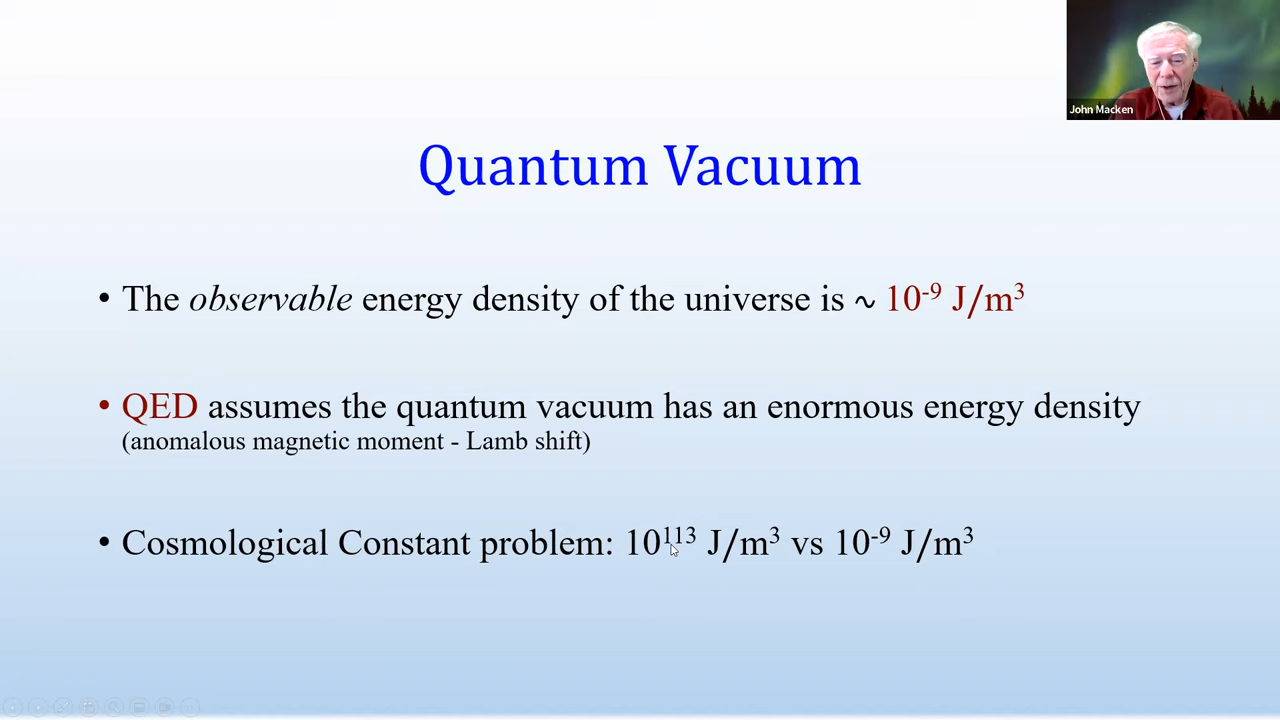 John Macken
Quantum Vacuum
• The observable energy density of the universe is ~ 10⁻⁹ J/m³
• QED assumes the quantum vacuum has an enormous energy density
(anomalous magnetic moment - Lamb shift)
• Cosmological Constant problem: 10¹¹³ J/m³ vs 10⁻⁹ J/m³